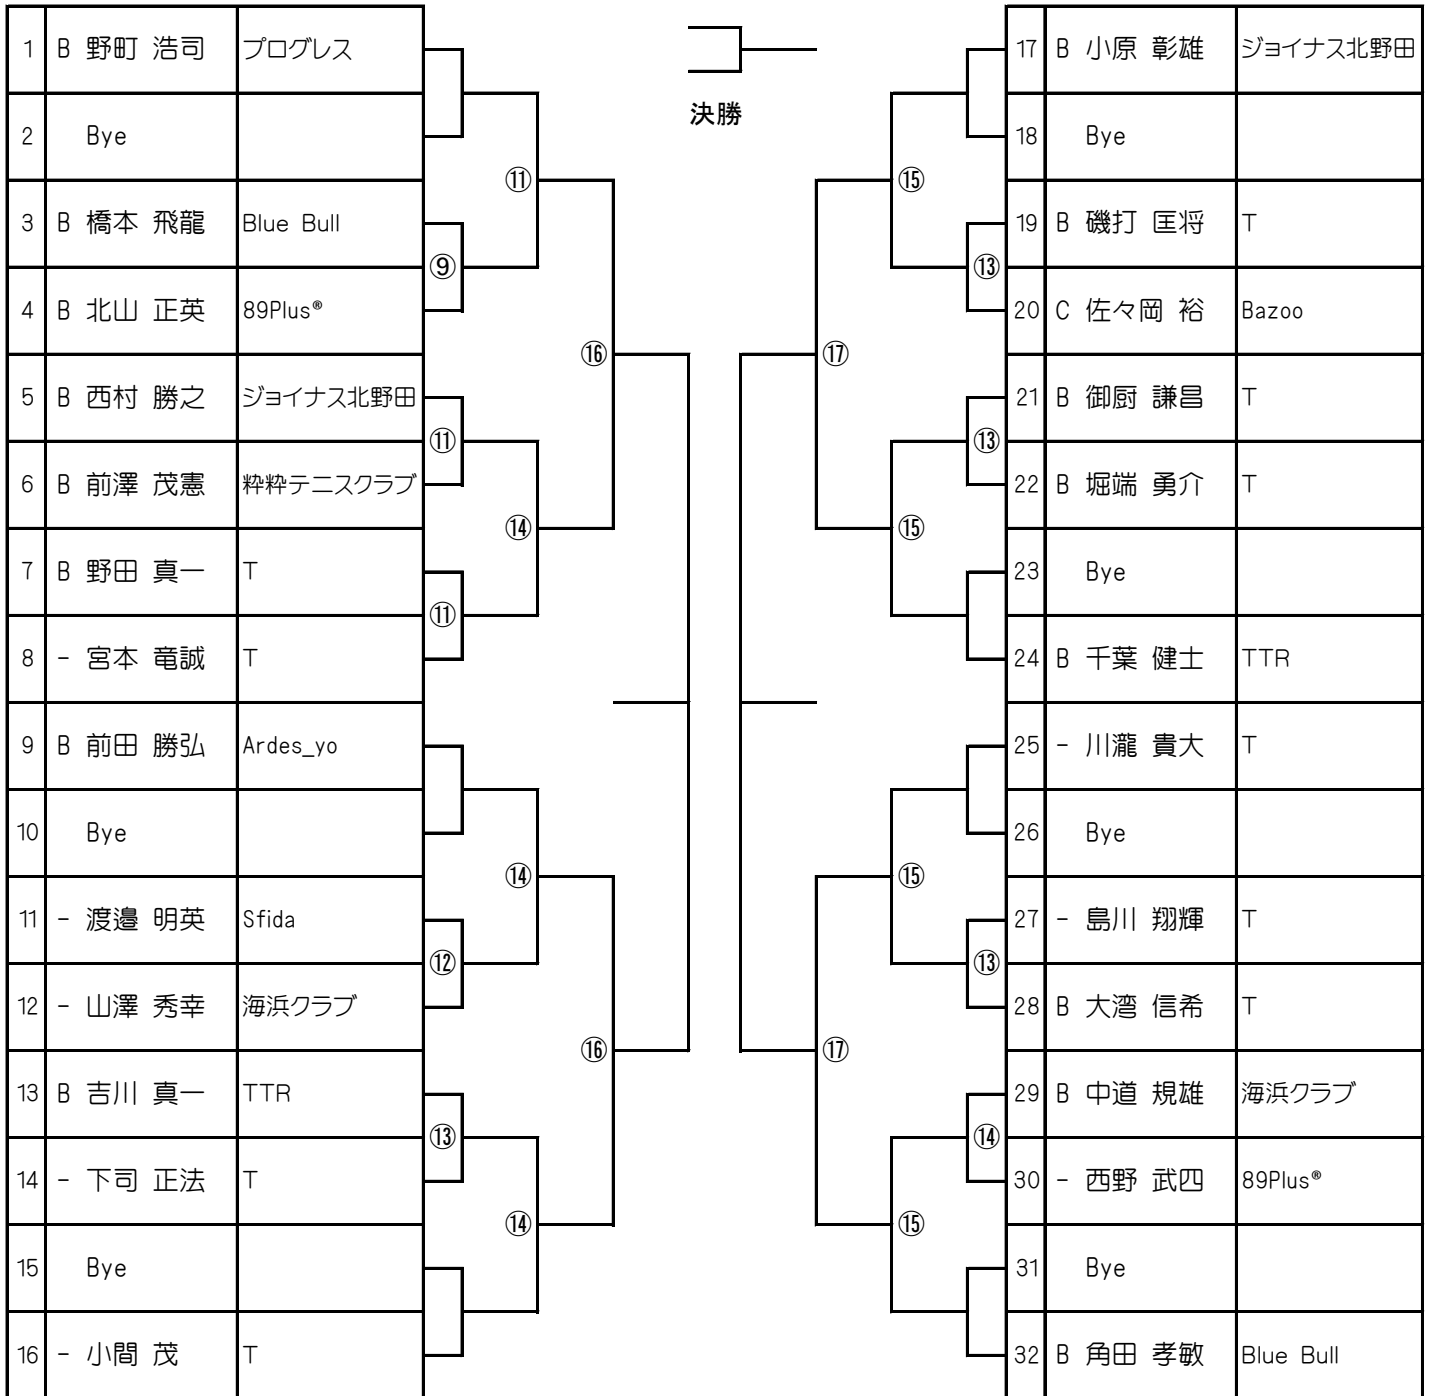 1 B 野町 浩司 プログレス
2 Bye
3 B 橋本 飛龍 Blue Bull
4 B 北山 正英 89Plus®
5 B 西村 勝之 ジョイナス北野田
6 B 前澤 茂憲 粋粋テニスクラブ
7 B 野田 真一 T
8 - 宮本 竜誠 T
9 B 前田 勝弘 Ardes_yo
10 Bye
11 - 渡邉 明英 Sfida
12 - 山澤 秀幸 海浜クラブ
13 B 吉川 真一 TTR
14 - 下司 正法 T
15 Bye
16 - 小間 茂 T
⑪
⑨
⑯
⑪
⑭
⑪
⑭
⑫
⑯
⑬
⑭
決勝
⑮
⑬
⑰
⑬
⑮
⑮
⑬
⑰
⑭
⑮
17 B 小原 彰雄 ジョイナス北野田
18 Bye
19 B 磯打 匡将 T
20 C 佐々岡 裕 Bazoo
21 B 御厨 謙昌 T
22 B 堀端 勇介 T
23 Bye
24 B 千葉 健士 TTR
25 - 川瀧 貴大 T
26 Bye
27 - 島川 翔輝 T
28 B 大湾 信希 T
29 B 中道 規雄 海浜クラブ
30 - 西野 武四 89Plus®
31 Bye
32 B 角田 孝敏 Blue Bull